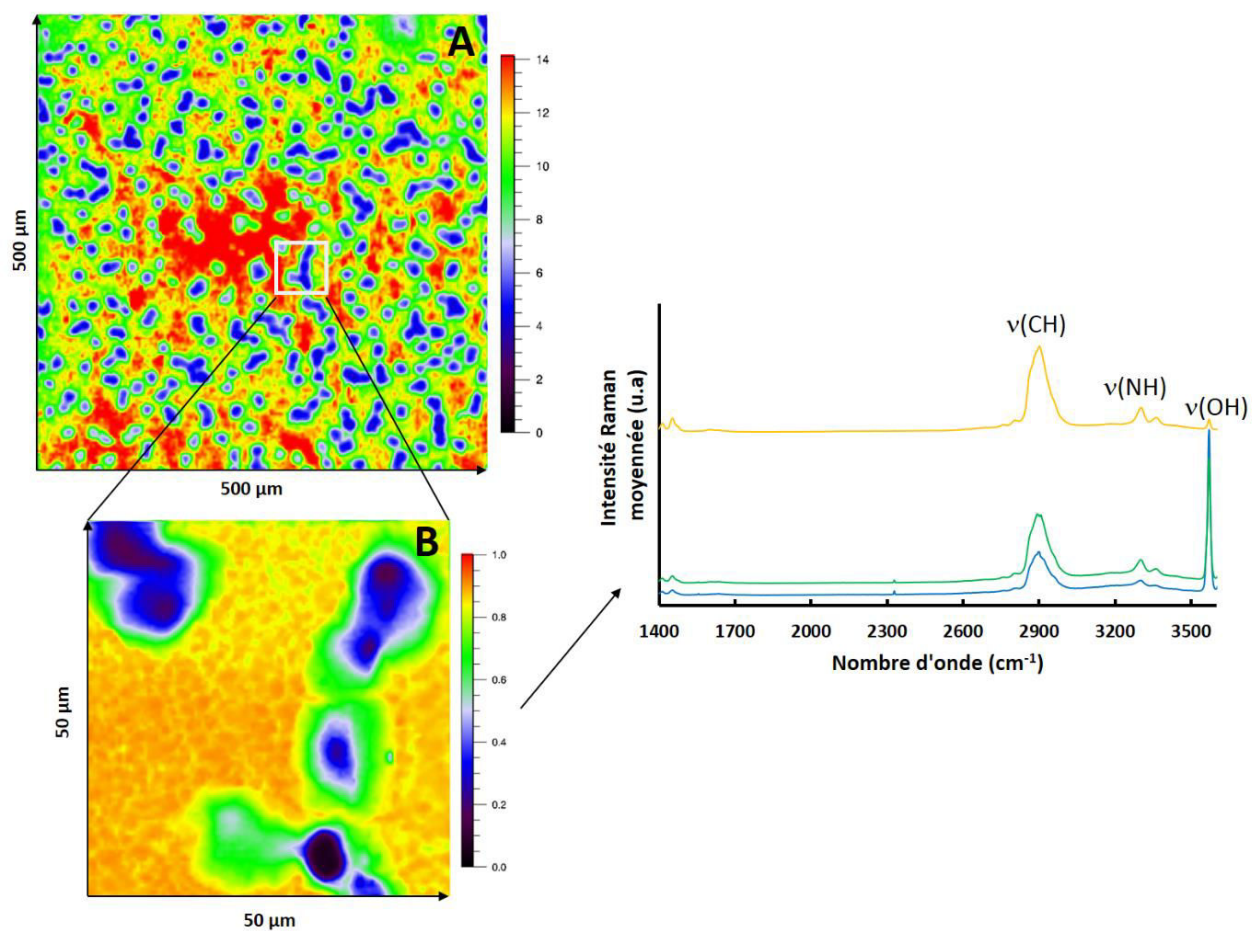 A
14
12
10
8
6
4
2
0
500 µm
500 µm
B
1.0
0.8
0.6
0.4
0.2
0.0
50 µm
50 µm
ν(CH)
ν(NH)
ν(OH)
Intensité Raman
moyennée (u.a)
1400 1700 2000 2300 2600 2900 3200 3500
Nombre d'onde (cm⁻¹)